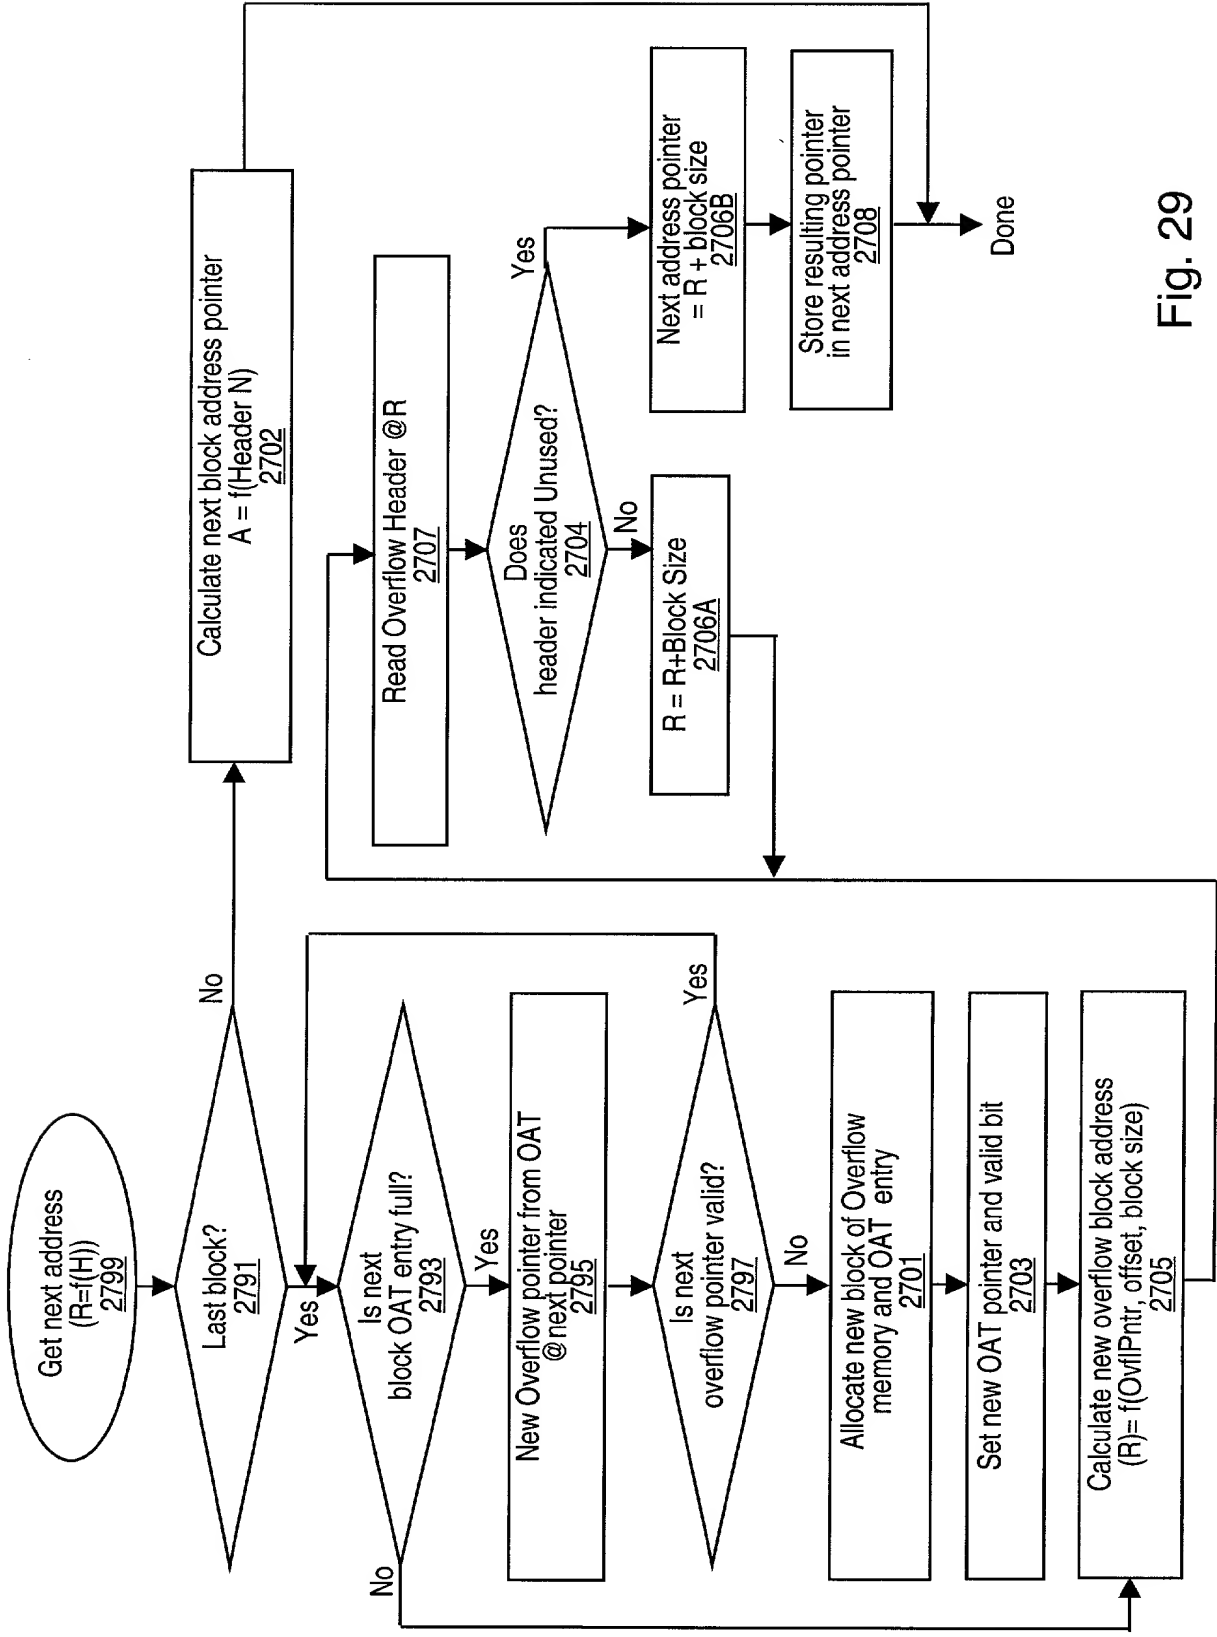 Get next address
(R=f(H))
2799
Last block?
2791
No
Yes
Is next
block OAT entry full?
2793
No
Yes
New Overflow pointer from OAT
@ next pointer
2795
Is next
overflow pointer valid?
2797
Yes
No
Allocate new block of Overflow
memory and OAT entry
2701
Set new OAT pointer and valid bit
2703
Calculate new overflow block address
(R)= f(OvflPntr, offset, block size)
2705
Calculate next block address pointer
A = f(Header N)
2702
Read Overflow Header @R
2707
Does
header indicated Unused?
2704
Yes
No
R = R+Block Size
2706A
Next address pointer
= R + block size
2706B
Store resulting pointer
in next address pointer
2708
Done
Fig. 29